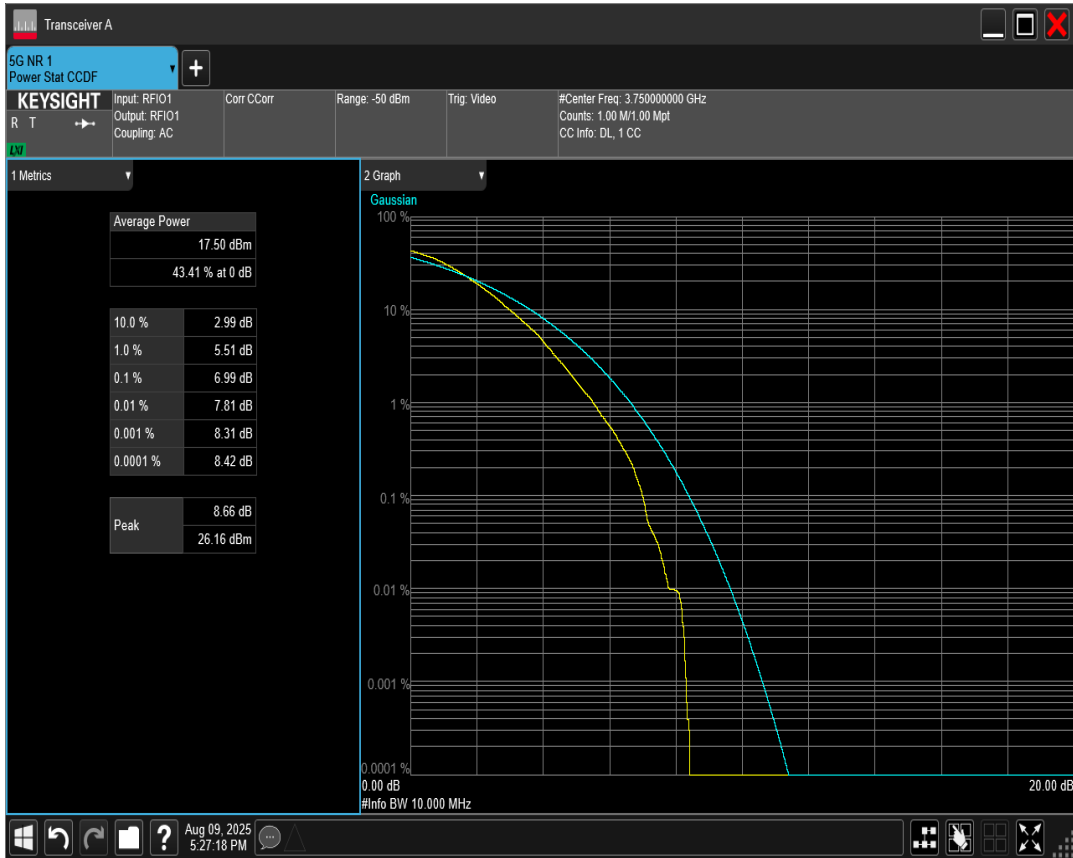 Transceiver A
5G NR 1
Power Stat CCDF
KEYSIGHT
R T
LXI
Input: RFIO1
Output: RFIO1
Coupling: AC
Corr CCorr
Range: -50 dBm
Trig: Video
#Center Freq: 3.750000000 GHz
Counts: 1.00 M/1.00 Mpt
CC Info: DL, 1 CC
1 Metrics
Average Power
17.50 dBm
43.41 % at 0 dB
10.0 % 2.99 dB
1.0 % 5.51 dB
0.1 % 6.99 dB
0.01 % 7.81 dB
0.001 % 8.31 dB
0.0001 % 8.42 dB
Peak
8.66 dB
26.16 dBm
2 Graph
Gaussian
100 %
10 %
1 %
0.1 %
0.01 %
0.001 %
0.0001 %
0.00 dB 20.00 dB
#Info BW 10.000 MHz
?
Aug 09, 2025
5:27:18 PM